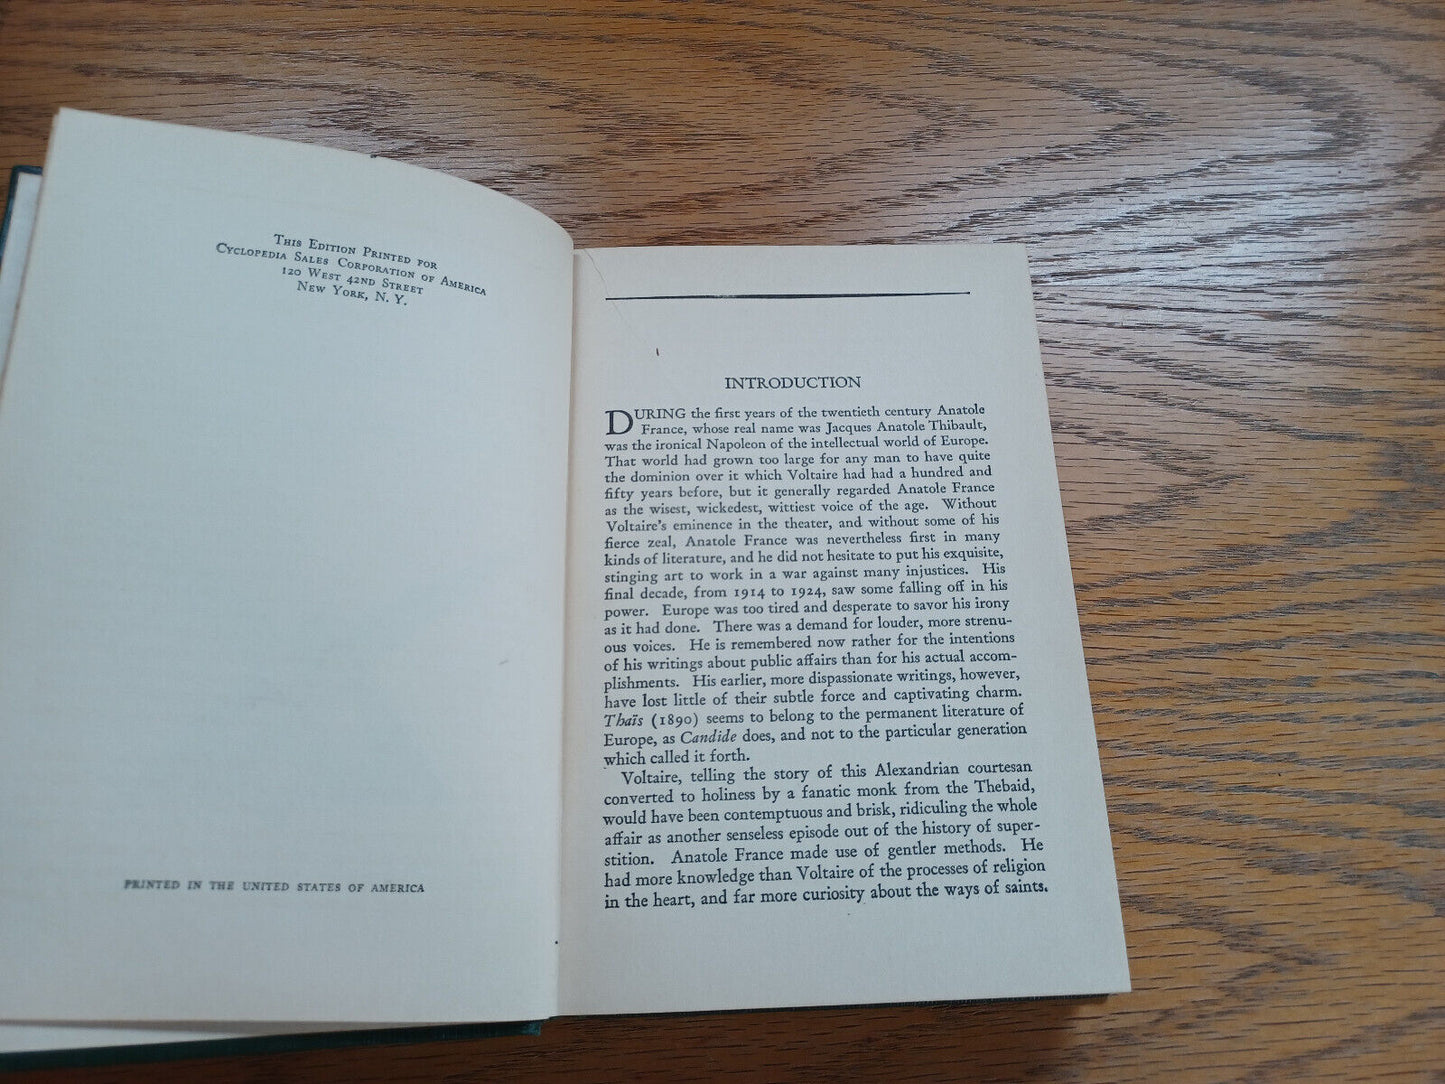 This Edition Printed for
Cyclopedia Sales Corporation of America
120 West 42nd Street
New York, N. Y.
PRINTED IN THE UNITED STATES OF AMERICA
INTRODUCTION
DURING the first years of the twentieth century Anatole
France, whose real name was Jacques Anatole Thibault,
was the ironical Napoleon of the intellectual world of Europe.
That world had grown too large for any man to have quite
the dominion over it which Voltaire had had a hundred and
fifty years before, but it generally regarded Anatole France
as the wisest, wickedest, wittiest voice of the age. Without
Voltaire's eminence in the theater, and without some of his
fierce zeal, Anatole France was nevertheless first in many
kinds of literature, and he did not hesitate to put his exquisite,
stinging art to work in a war against many injustices. His
final decade, from 1914 to 1924, saw some falling off in his
power. Europe was too tired and desperate to savor his irony
as it had done. There was a demand for louder, more strenu-
ous voices. He is remembered now rather for the intentions
of his writings about public affairs than for his actual accom-
plishments. His earlier, more dispassionate writings, however,
have lost little of their subtle force and captivating charm.
Thaïs (1890) seems to belong to the permanent literature of
Europe, as Candide does, and not to the particular generation
which called it forth.
Voltaire, telling the story of this Alexandrian courtesan
converted to holiness by a fanatic monk from the Thebaid,
would have been contemptuous and brisk, ridiculing the whole
affair as another senseless episode out of the history of super-
stition. Anatole France made use of gentler methods. He
had more knowledge than Voltaire of the processes of religion
in the heart, and far more curiosity about the ways of saints.